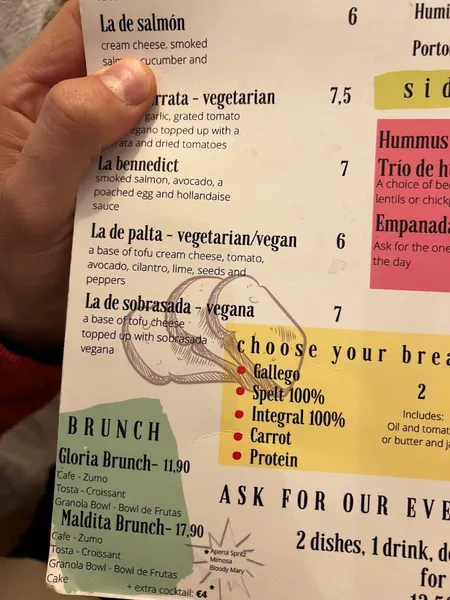 La de salmón 6
cream cheese, smoked
cucumber and
- vegetarian 7,5
garlic, grated tomato
topped up with a
and dried tomatoes
La bennedict 7
smoked salmon, avocado, a
poached egg and hollandaise
sauce
La de palta - vegetarian/vegan 6
a base of tofu cream cheese, tomato,
avocado, cilantro, lime, seeds and
peppers
La de sobrasada - vegana 7
a base of tofu cheese
topped up with sobrasada
vegana
BRUNCH
Gloria Brunch- 11,90
Cafe - Zumo
Tosta - Croissant
Granola Bowl - Bowl de Frutas
Maldita Brunch- 17,90
Cafe - Zumo
Tosta - Croissant
Granola Bowl - Bowl de Frutas
Cake
+ extra cocktail: €4
* Aperol Spritz
Mimosa
Bloody Mary
Humi
Porto
sid
Hummus
Trío de h
A choice of bee
lentils or chickp
Empanada
Ask for the one
the day
choose your brea
Gallego
Spelt 100%
Integral 100%
Carrot
Protein
2
Includes:
Oil and tomat
or butter and ja
ASK FOR OUR EVE
2 dishes, 1 drink, de
for